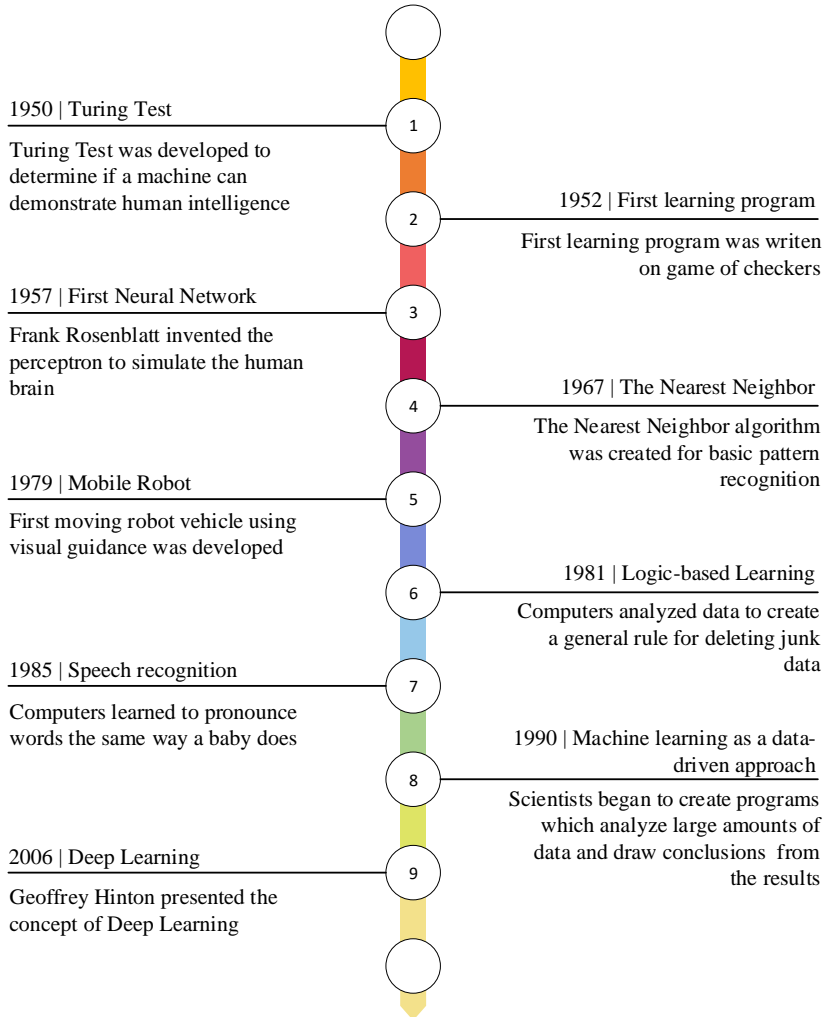 1950 | Turing Test
1
Turing Test was developed to
determine if a machine can
demonstrate human intelligence
1952 | First learning program
2
First learning program was writen
on game of checkers
1957 | First Neural Network
3
Frank Rosenblatt invented the
perceptron to simulate the human
brain
1967 | The Nearest Neighbor
4
The Nearest Neighbor algorithm
was created for basic pattern
recognition
1979 | Mobile Robot
5
First moving robot vehicle using
visual guidance was developed
1981 | Logic-based Learning
6
Computers analyzed data to create
a general rule for deleting junk
data
1985 | Speech recognition
7
Computers learned to pronounce
words the same way a baby does
1990 | Machine learning as a data-
driven approach
8
Scientists began to create programs
which analyze large amounts of
data and draw conclusions  from
the results
2006 | Deep Learning
9
Geoffrey Hinton presented the
concept of Deep Learning